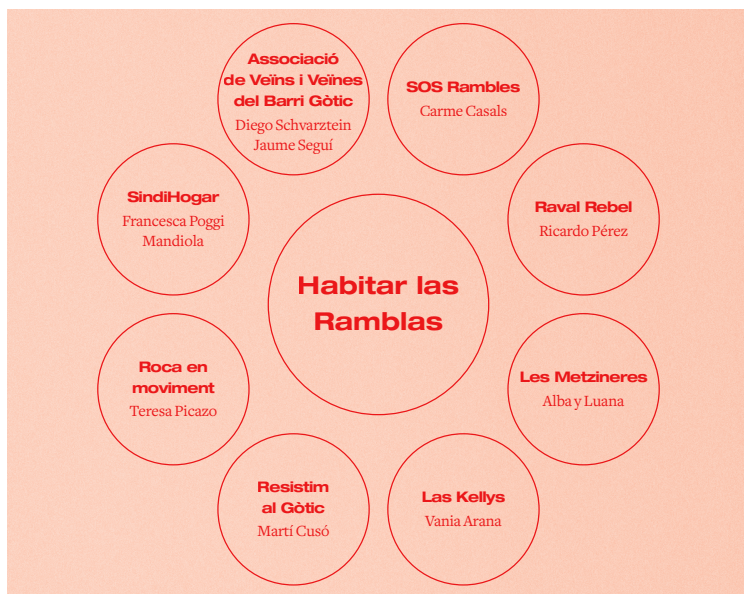 Associació
de Veïns i Veïnes
del Barri Gòtic
Diego Schvarztein
Jaume Seguí
SOS Rambles
Carme Casals
SindiHogar
Francesca Poggi
Mandiola
Raval Rebel
Ricardo Pérez
Habitar las
Ramblas
Roca en
moviment
Teresa Picazo
Les Metzineres
Alba y Luana
Resistim
al Gòtic
Martí Cusó
Las Kellys
Vania Arana